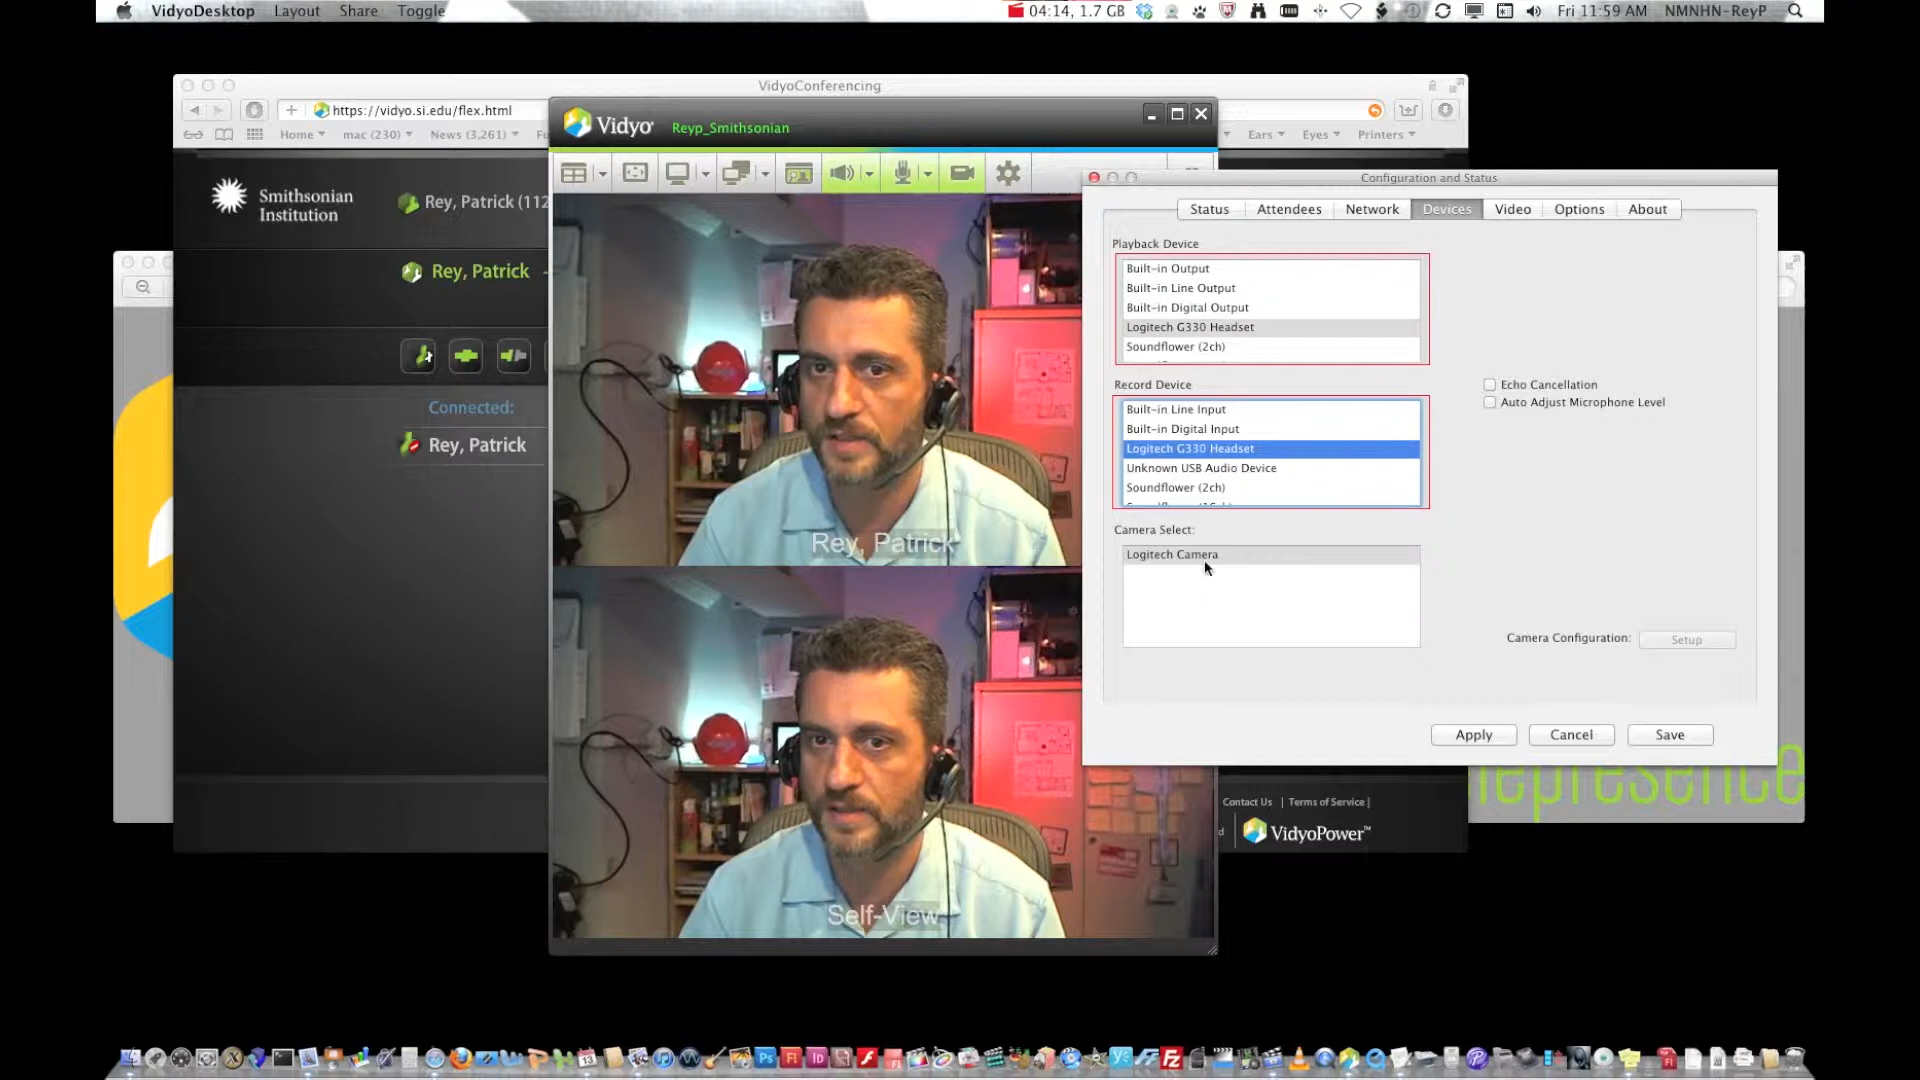 VidyoDesktop Layout Share Toggle 04:14, 1.7 GB Fri 11:59 AM NMNHN-ReyP
VidyoConferencing
https://vidyo.si.edu/flex.html
Home mac (230) News (3,261) Ears Eyes Printers
Vidyo Reyp_Smithsonian
Smithsonian
Institution
Rey, Patrick (112
Rey, Patrick
Connected:
Rey, Patrick
Rey, Patrick
Self-View
Configuration and Status
Status Attendees Network Devices Video Options About
Playback Device
Built-in Output
Built-in Line Output
Built-in Digital Output
Logitech G330 Headset
Soundflower (2ch)
Record Device
Built-in Line Input
Built-in Digital Input
Logitech G330 Headset
Unknown USB Audio Device
Soundflower (2ch)
Echo Cancellation
Auto Adjust Microphone Level
Camera Select:
Logitech Camera
Camera Configuration: Setup
Apply Cancel Save
Contact Us | Terms of Service |
VidyoPower™